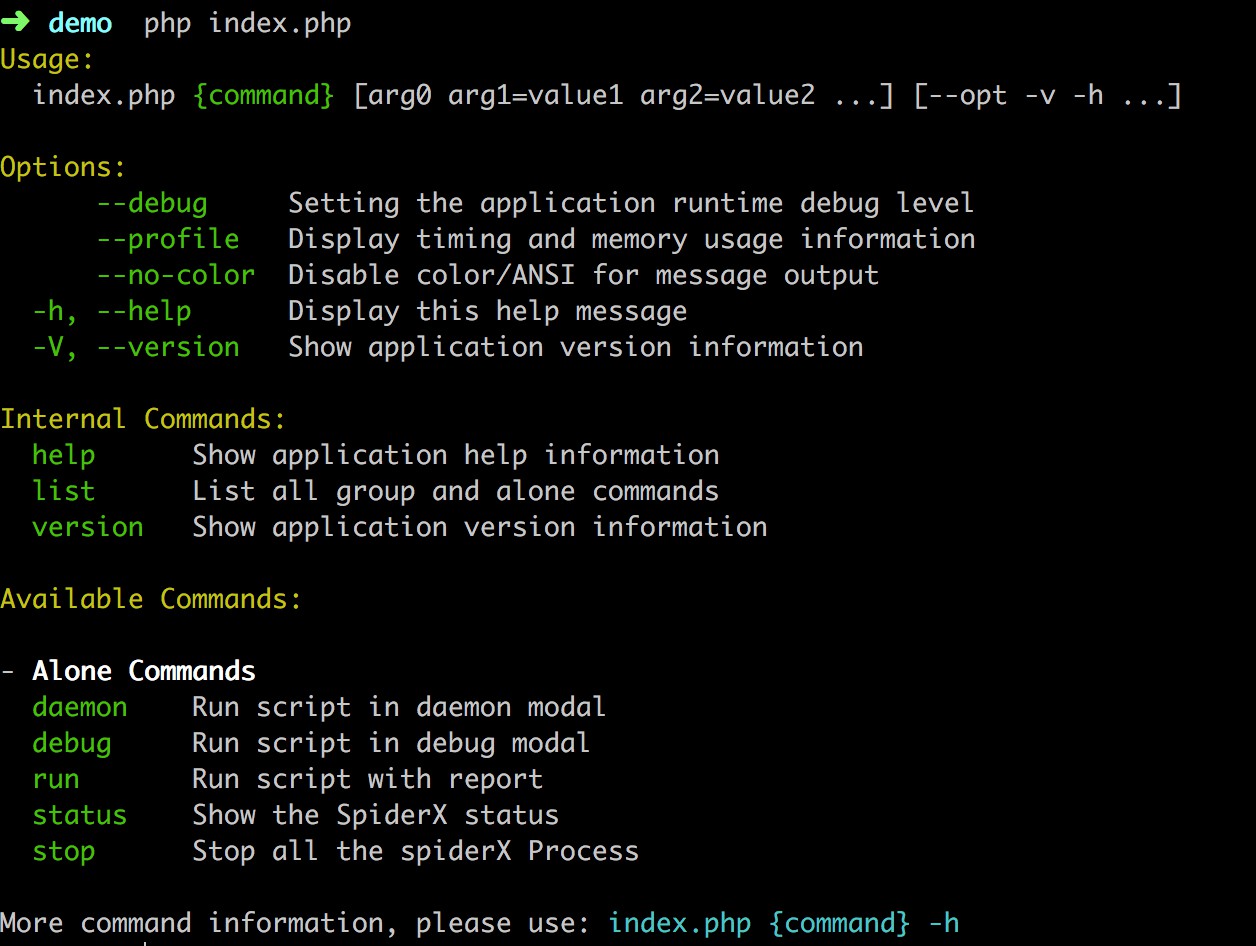 ➜ demo php index.php
Usage:
  index.php {command} [arg0 arg1=value1 arg2=value2 ...] [--opt -v -h ...]

Options:
      --debug     Setting the application runtime debug level
      --profile   Display timing and memory usage information
      --no-color  Disable color/ANSI for message output
  -h, --help      Display this help message
  -V, --version   Show application version information

Internal Commands:
  help      Show application help information
  list      List all group and alone commands
  version   Show application version information

Available Commands:

- Alone Commands
  daemon    Run script in daemon modal
  debug     Run script in debug modal
  run       Run script with report
  status    Show the SpiderX status
  stop      Stop all the spiderX Process

More command information, please use: index.php {command} -h